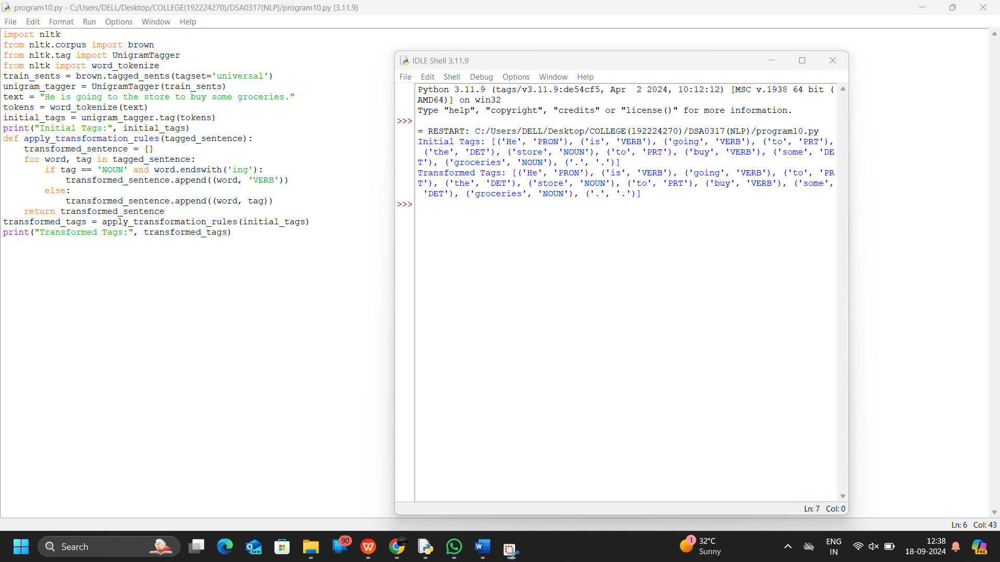 program10.py - C:/Users/DELL/Desktop/COLLEGE(192224270)/DSA0317(NLP)/program10.py (3.11.9)
File Edit Format Run Options Window Help
import nltk
from nltk.corpus import brown
from nltk.tag import UnigramTagger
from nltk import word_tokenize
train_sents = brown.tagged_sents(tagset='universal')
unigram_tagger = UnigramTagger(train_sents)
text = "He is going to the store to buy some groceries."
tokens = word_tokenize(text)
initial_tags = unigram_tagger.tag(tokens)
print("Initial Tags:", initial_tags)
def apply_transformation_rules(tagged_sentence):
    transformed_sentence = []
    for word, tag in tagged_sentence:
        if tag == 'NOUN' and word.endswith('ing'):
            transformed_sentence.append((word, 'VERB'))
        else:
            transformed_sentence.append((word, tag))
    return transformed_sentence
transformed_tags = apply_transformation_rules(initial_tags)
print("Transformed Tags:", transformed_tags)
IDLE Shell 3.11.9
File Edit Shell Debug Options Window Help
Python 3.11.9 (tags/v3.11.9:de54cf5, Apr  2 2024, 10:12:12) [MSC v.1938 64 bit (
AMD64)] on win32
Type "help", "copyright", "credits" or "license()" for more information.
>>>
= RESTART: C:/Users/DELL/Desktop/COLLEGE(192224270)/DSA0317(NLP)/program10.py
Initial Tags: [('He', 'PRON'), ('is', 'VERB'), ('going', 'VERB'), ('to', 'PRT'),
 ('the', 'DET'), ('store', 'NOUN'), ('to', 'PRT'), ('buy', 'VERB'), ('some', 'DE
T'), ('groceries', 'NOUN'), ('.', '.')]
Transformed Tags: [('He', 'PRON'), ('is', 'VERB'), ('going', 'VERB'), ('to', 'PR
T'), ('the', 'DET'), ('store', 'NOUN'), ('to', 'PRT'), ('buy', 'VERB'), ('some',
 'DET'), ('groceries', 'NOUN'), ('.', '.')]
>>>
Ln: 7 Col: 0
Ln: 6 Col: 43
Search
NEW
90
W
W
1
32°C
Sunny
ENG
IN
12:38
18-09-2024
PRE